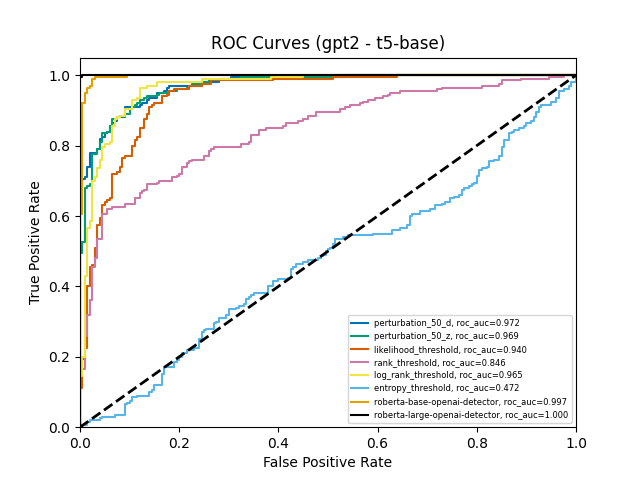 ROC Curves (gpt2 - t5-base)
True Positive Rate
1.0
0.8
0.6
0.4
0.2
0.0
perturbation_50_d, roc_auc=0.972
perturbation_50_z, roc_auc=0.969
likelihood_threshold, roc_auc=0.940
rank_threshold, roc_auc=0.846
log_rank_threshold, roc_auc=0.965
entropy_threshold, roc_auc=0.472
roberta-base-openai-detector, roc_auc=0.997
roberta-large-openai-detector, roc_auc=1.000
0.0 0.2 0.4 0.6 0.8 1.0
False Positive Rate